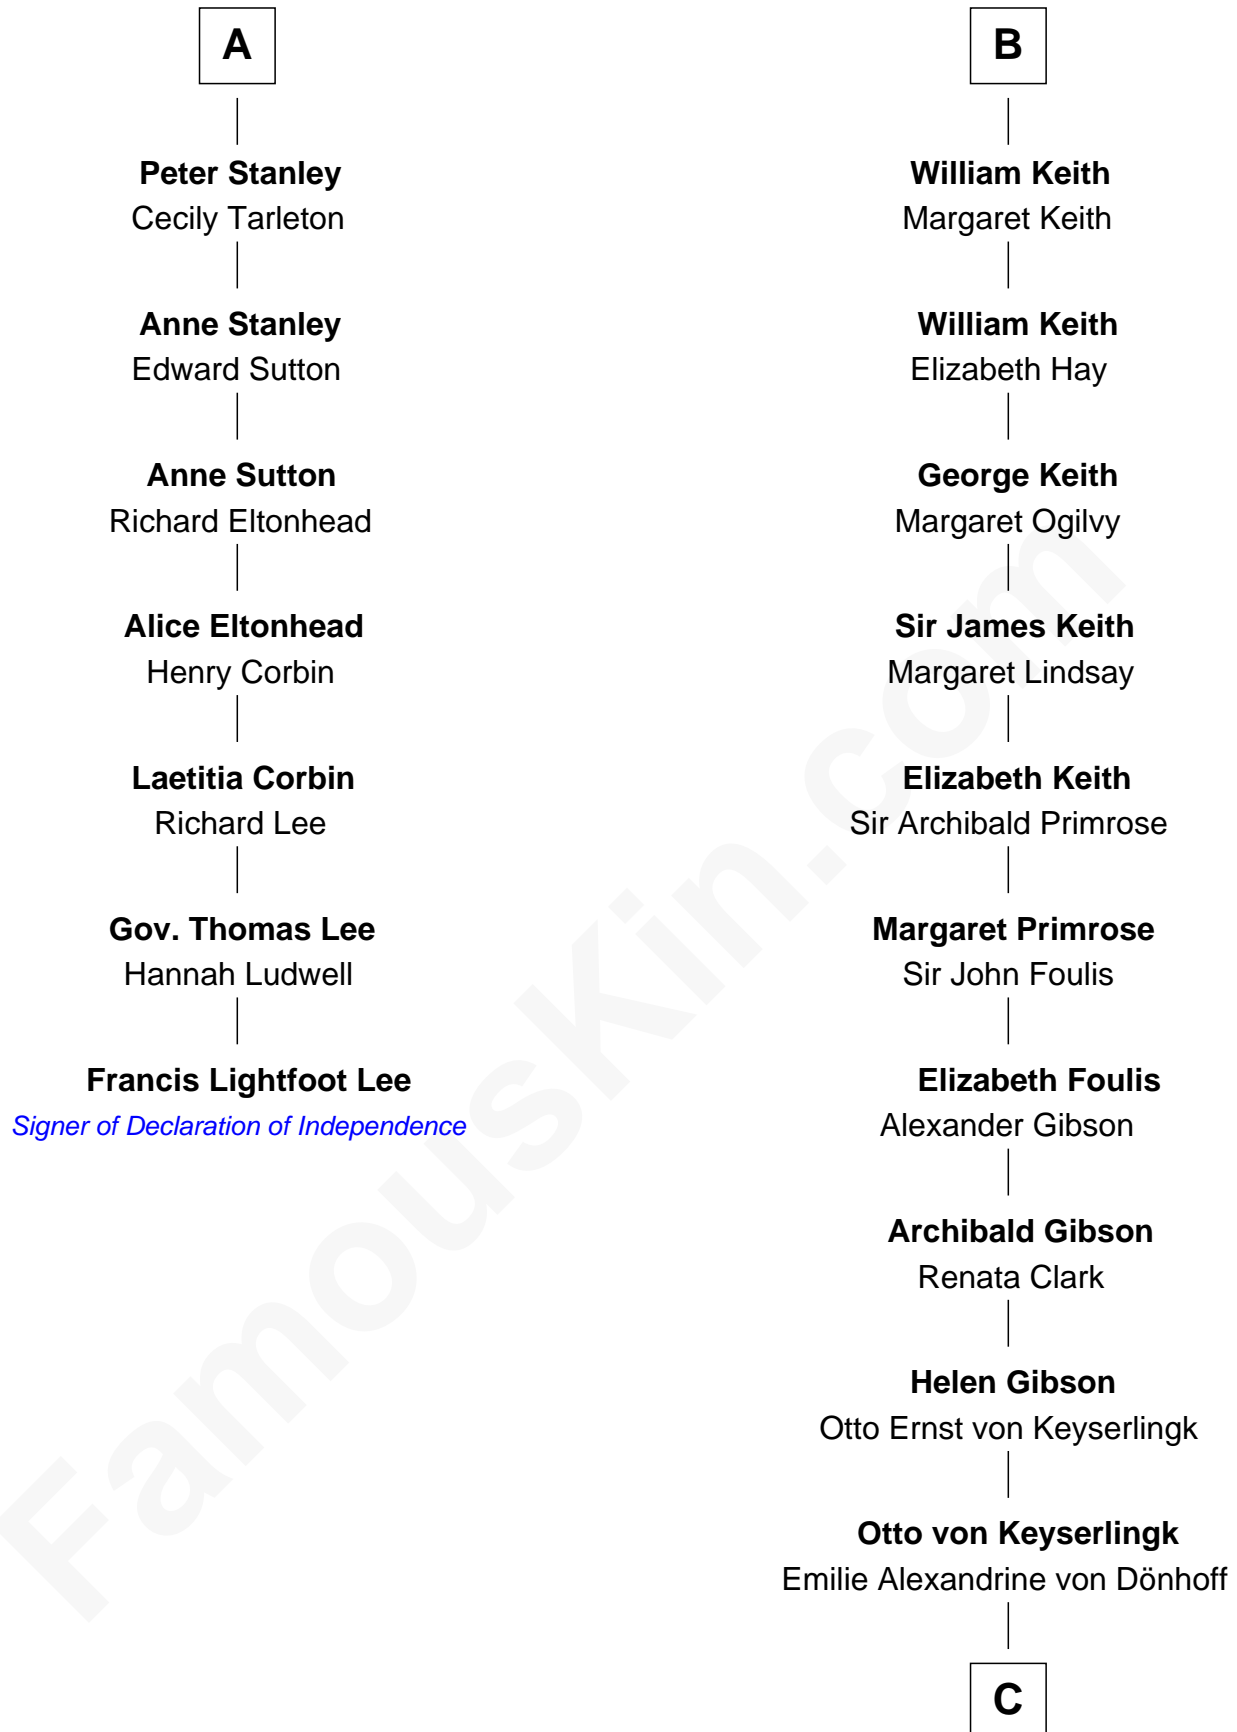 A
Peter Stanley
Cecily Tarleton
Anne Stanley
Edward Sutton
Anne Sutton
Richard Eltonhead
Alice Eltonhead
Henry Corbin
Laetitia Corbin
Richard Lee
Gov. Thomas Lee
Hannah Ludwell
Francis Lightfoot Lee
Signer of Declaration of Independence
B
William Keith
Margaret Keith
William Keith
Elizabeth Hay
George Keith
Margaret Ogilvy
Sir James Keith
Margaret Lindsay
Elizabeth Keith
Sir Archibald Primrose
Margaret Primrose
Sir John Foulis
Elizabeth Foulis
Alexander Gibson
Archibald Gibson
Renata Clark
Helen Gibson
Otto Ernst von Keyserlingk
Otto von Keyserlingk
Emilie Alexandrine von Dönhoff
C
FamousKin.com